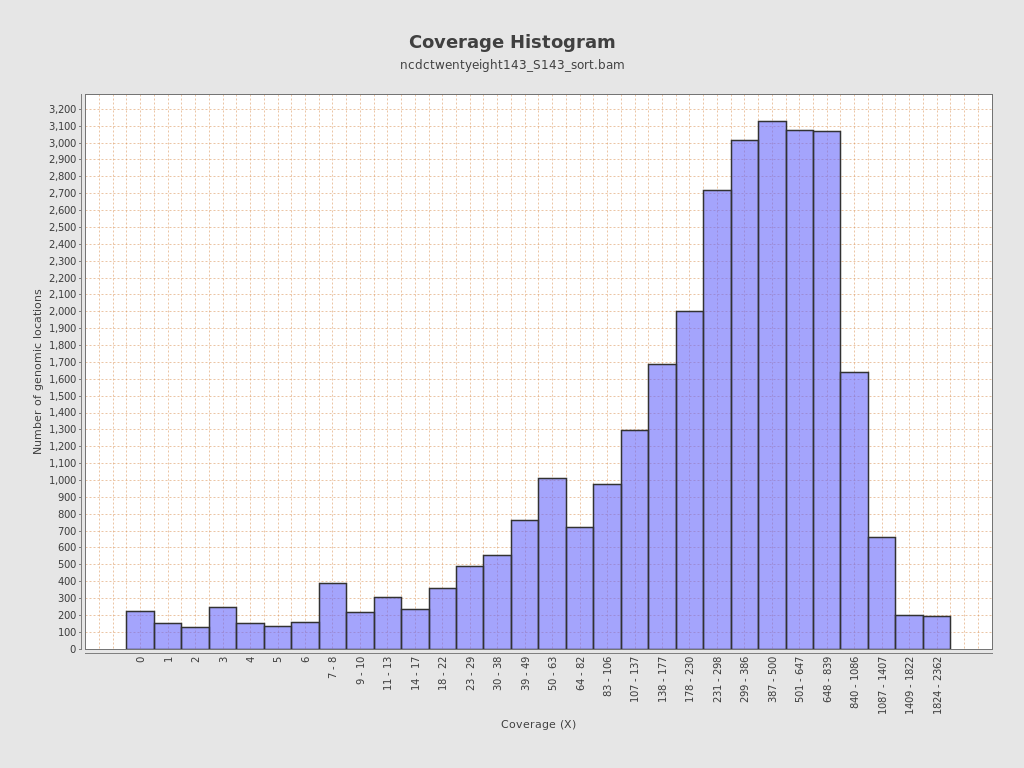 Coverage Histogram
ncdctwentyeight143_S143_sort.bam
Number of genomic locations
3,200
3,100
3,000
2,900
2,800
2,700
2,600
2,500
2,400
2,300
2,200
2,100
2,000
1,900
1,800
1,700
1,600
1,500
1,400
1,300
1,200
1,100
1,000
900
800
700
600
500
400
300
200
100
0
0
1
2
3
4
5
6
7 - 8
9 - 10
11 - 13
14 - 17
18 - 22
23 - 29
30 - 38
39 - 49
50 - 63
64 - 82
83 - 106
107 - 137
138 - 177
178 - 230
231 - 298
299 - 386
387 - 500
501 - 647
648 - 839
840 - 1086
1087 - 1407
1409 - 1822
1824 - 2362
Coverage (X)